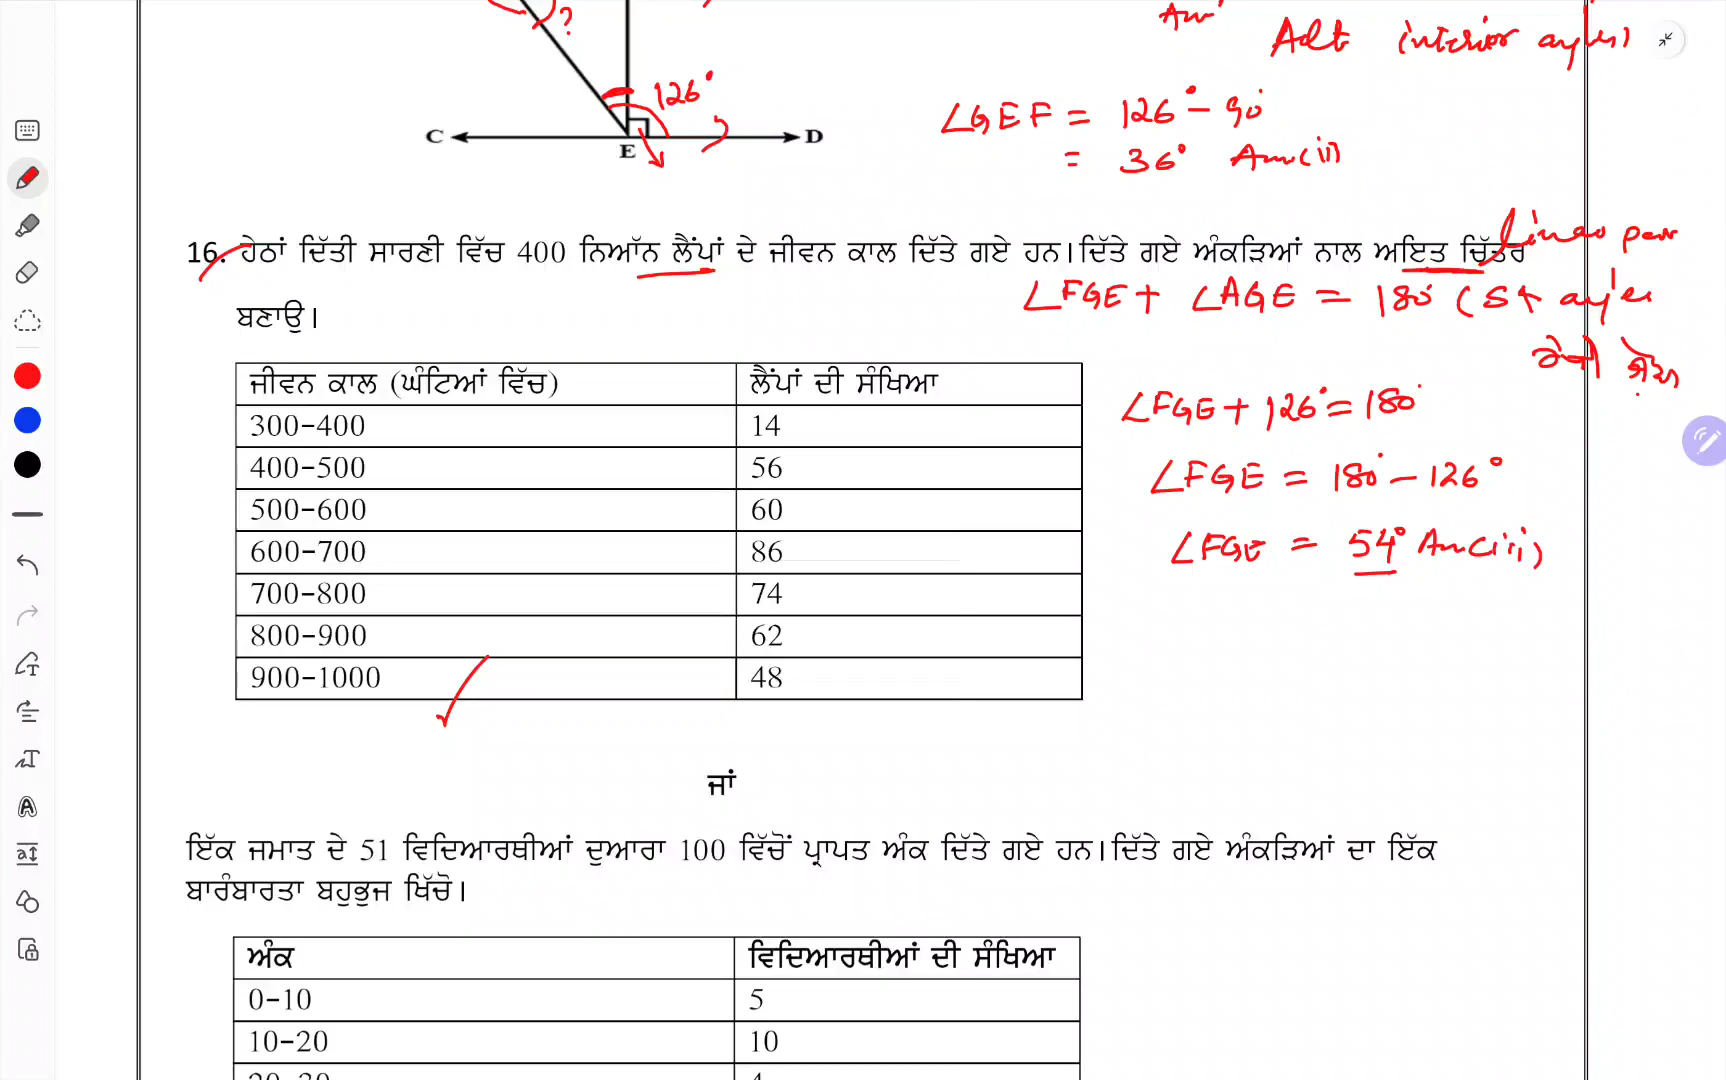 ?
Ans
Alt interior angles)
126°
C
D
E
∠GEF = 126° - 90°
= 36° Ans(ii)
16. ਹੇਠਾਂ ਦਿੱਤੀ ਸਾਰਣੀ ਵਿੱਚ 400 ਨਿਆੱਨ ਲੈਂਪਾਂ ਦੇ ਜੀਵਨ ਕਾਲ ਦਿੱਤੇ ਗਏ ਹਨ।ਦਿੱਤੇ ਗਏ ਅੰਕੜਿਆਂ ਨਾਲ ਅਇਤ ਚਿੱਤਰ
ਬਣਾਉ।
∠FGE + ∠AGE = 180° (
ਜੀਵਨ ਕਾਲ (ਘੰਟਿਆਂ ਵਿੱਚ) ਲੈਂਪਾਂ ਦੀ ਸੰਖਿਆ
300-400 14
400-500 56
500-600 60
600-700 86
700-800 74
800-900 62
900-1000 48
∠FGE + 126° = 180°
∠FGE = 180° - 126°
∠FGE = 54° Ans(iii)
ਜਾਂ
ਇੱਕ ਜਮਾਤ ਦੇ 51 ਵਿਦਿਆਰਥੀਆਂ ਦੁਆਰਾ 100 ਵਿੱਚੋਂ ਪ੍ਰਾਪਤ ਅੰਕ ਦਿੱਤੇ ਗਏ ਹਨ।ਦਿੱਤੇ ਗਏ ਅੰਕੜਿਆਂ ਦਾ ਇੱਕ
ਬਾਰੰਬਾਰਤਾ ਬਹੁਭੁਜ ਖਿੱਚੋ।
ਅੰਕ ਵਿਦਿਆਰਥੀਆਂ ਦੀ ਸੰਖਿਆ
0-10 5
10-20 10